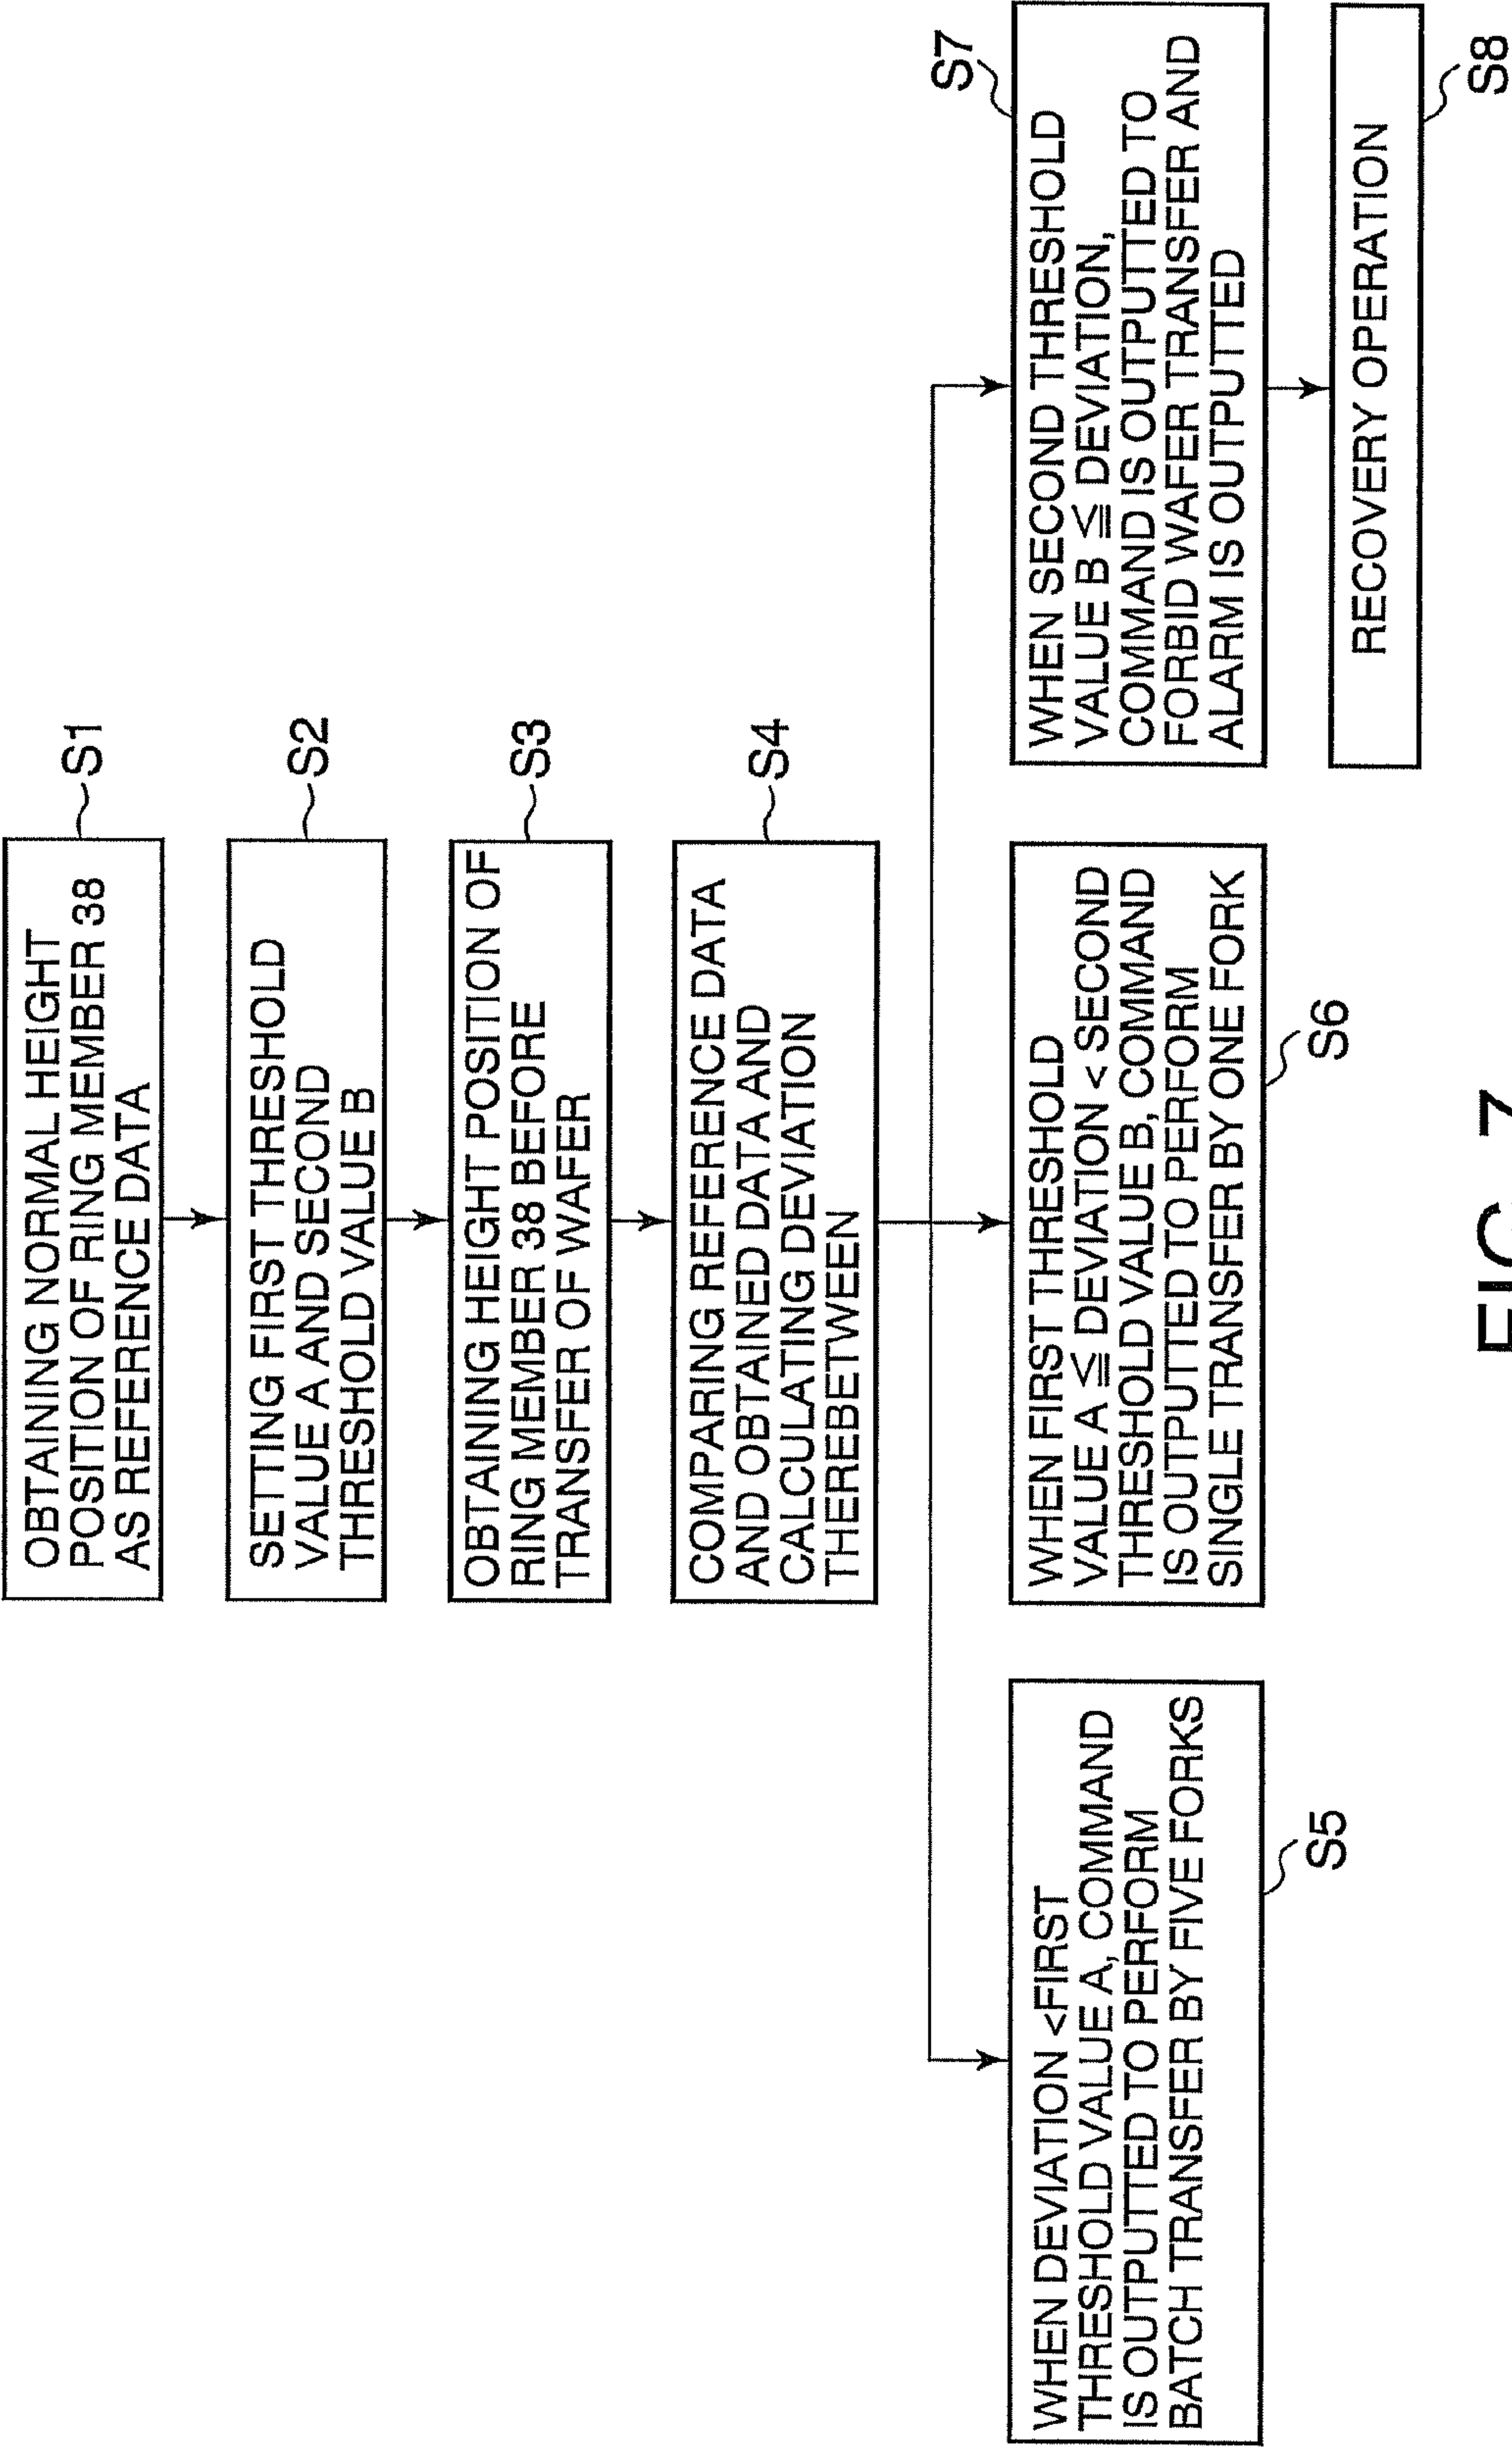 OBTAINING NORMAL HEIGHT
POSITION OF RING MEMBER 38
AS REFERENCE DATA
S1
SETTING FIRST THRESHOLD
VALUE A AND SECOND
THRESHOLD VALUE B
S2
OBTAINING HEIGHT POSITION OF
RING MEMBER 38 BEFORE
TRANSFER OF WAFER
S3
COMPARING REFERENCE DATA
AND OBTAINED DATA AND
CALCULATING DEVIATION
THEREBETWEEN
S4
WHEN DEVIATION <FIRST
THRESHOLD VALUE A, COMMAND
IS OUTPUTTED TO PERFORM
BATCH TRANSFER BY FIVE FORKS
S5
WHEN FIRST THRESHOLD
VALUE A ≦ DEVIATION < SECOND
THRESHOLD VALUE B, COMMAND
IS OUTPUTTED TO PERFORM
SINGLE TRANSFER BY ONE FORK
S6
WHEN SECOND THRESHOLD
VALUE B ≦ DEVIATION,
COMMAND IS OUTPUTTED TO
FORBID WAFER TRANSFER AND
ALARM IS OUTPUTTED
S7
RECOVERY OPERATION
S8
FIG. 7